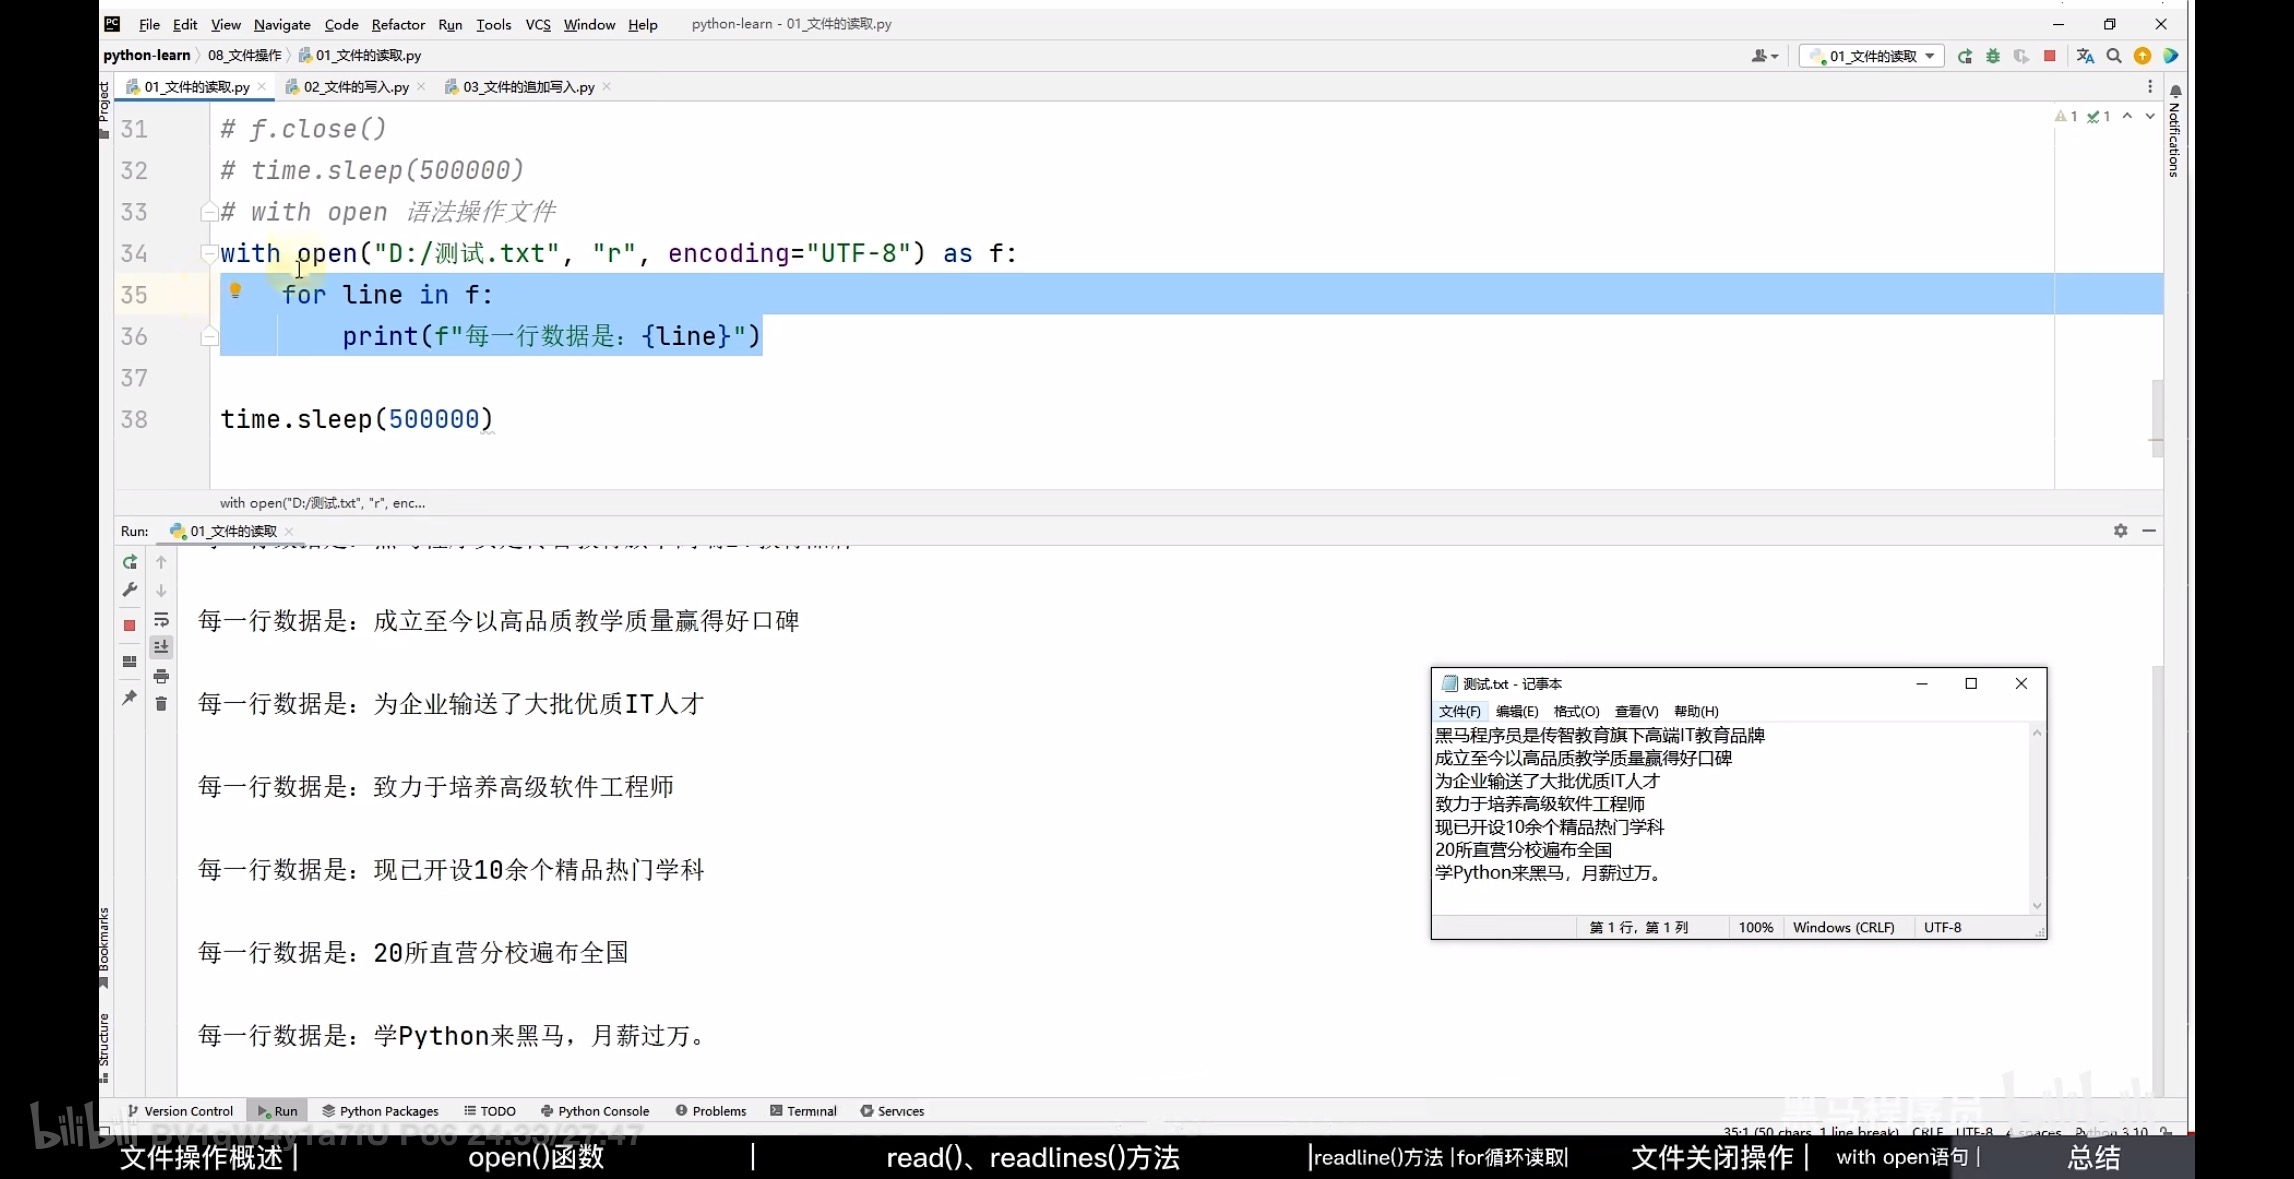 File Edit View Navigate Code Refactor Run Tools VCS Window Help python-learn - 01_文件的读取.py
python-learn 08_文件操作 01_文件的读取.py
01_文件的读取
01_文件的读取.py 02_文件的写入.py 03_文件的追加写入.py
Project
Notifications
1 1
31 # f.close()
32 # time.sleep(500000)
33 # with open 语法操作文件
34 with open("D:/测试.txt", "r", encoding="UTF-8") as f:
35 for line in f:
36 print(f"每一行数据是：{line}")
37
38 time.sleep(500000)
with open("D:/测试.txt", "r", enc...
Run: 01_文件的读取
每一行数据是：成立至今以高品质教学质量赢得好口碑
每一行数据是：为企业输送了大批优质IT人才
每一行数据是：致力于培养高级软件工程师
每一行数据是：现已开设10余个精品热门学科
每一行数据是：20所直营分校遍布全国
每一行数据是：学Python来黑马，月薪过万。
测试.txt - 记事本
文件(F) 编辑(E) 格式(O) 查看(V) 帮助(H)
黑马程序员是传智教育旗下高端IT教育品牌
成立至今以高品质教学质量赢得好口碑
为企业输送了大批优质IT人才
致力于培养高级软件工程师
现已开设10余个精品热门学科
20所直营分校遍布全国
学Python来黑马，月薪过万。
第 1 行，第 1 列 100% Windows (CRLF) UTF-8
Bookmarks
Structure
Version Control Run Python Packages TODO Python Console Problems Terminal Services
黑马程序员
bilibili BV1qW4y1a7fU P86 24:33/27:47
35:1 (50 chars, 1 line break) CRLF UTF-8 4 spaces Python 3.10
文件操作概述 | open()函数 | read()、readlines()方法 |readline()方法 |for循环读取| 文件关闭操作 | with open语句 | 总结